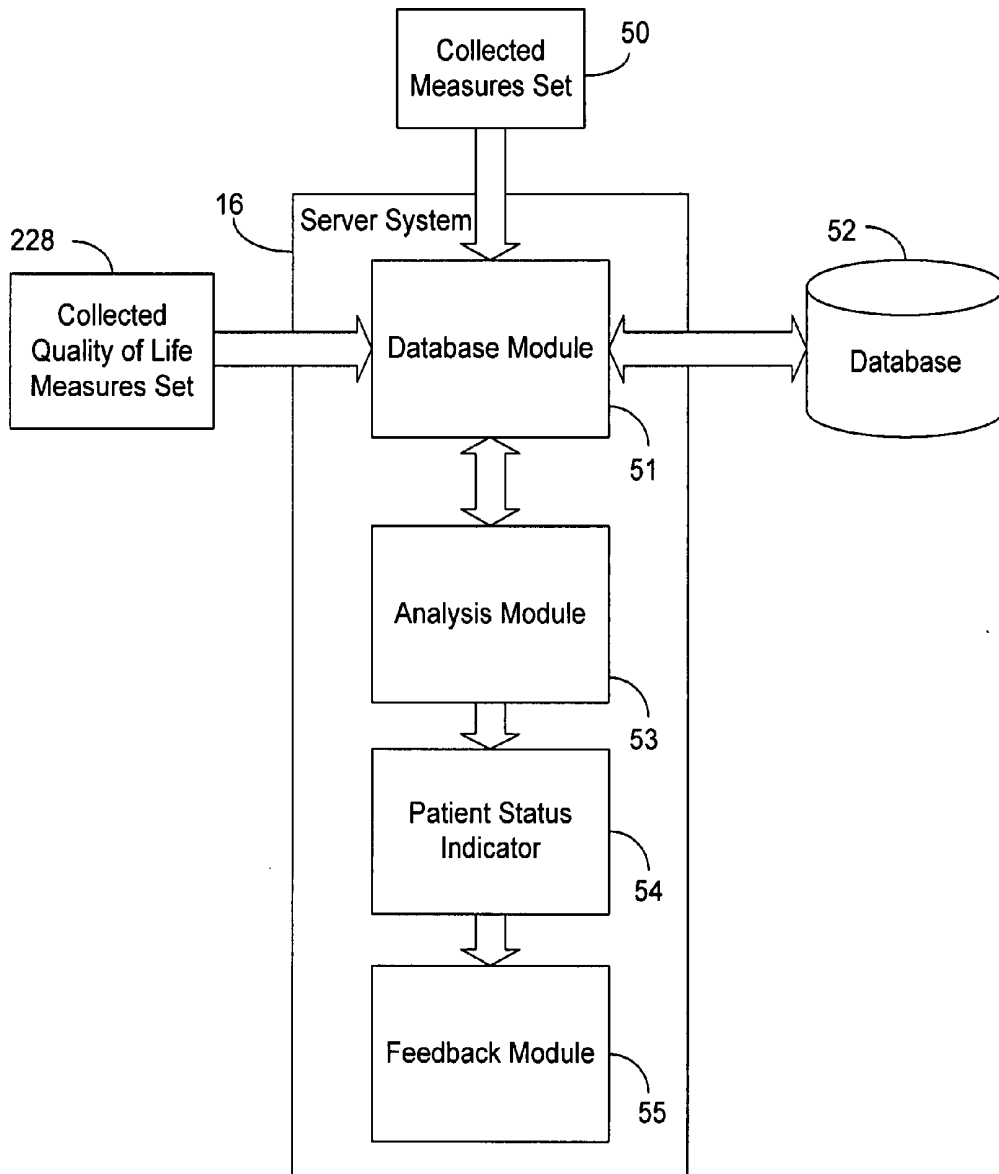 50
Collected
Measures Set
16
Server System
228
52
Collected
Quality of Life
Measures Set
Database Module
Database
51
Analysis Module
53
Patient Status
Indicator
54
Feedback Module
55